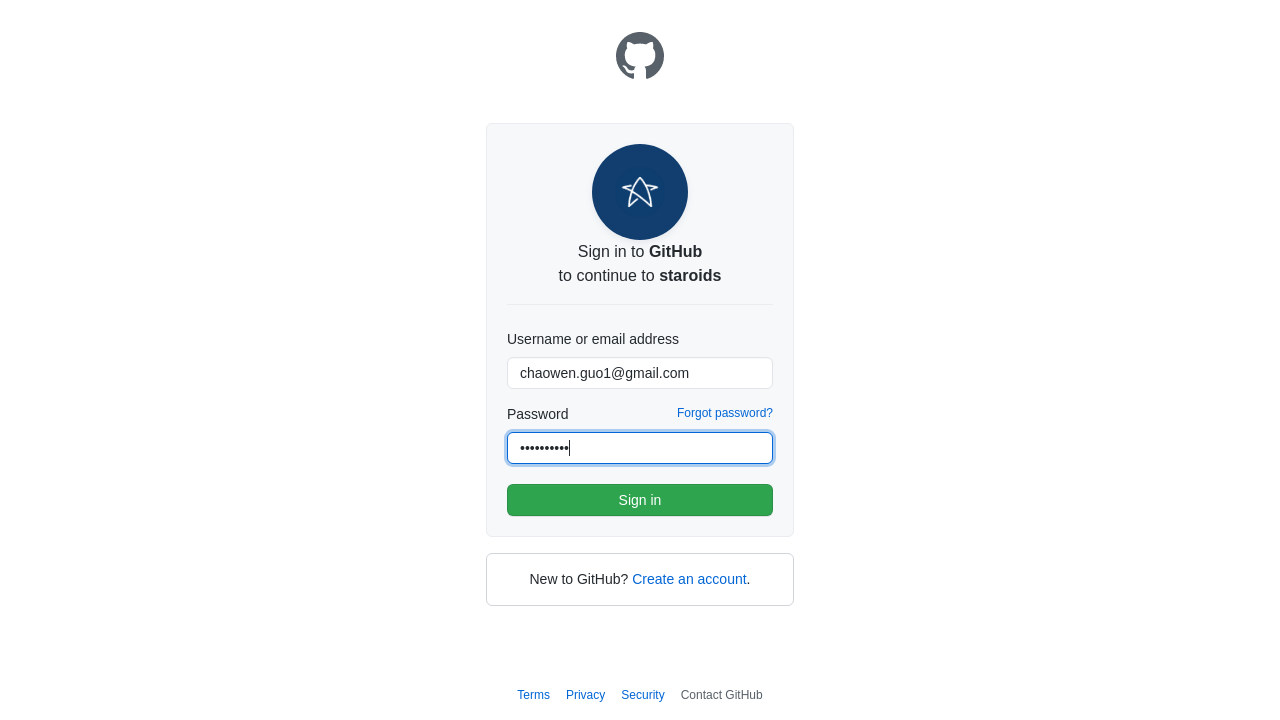 Sign in to GitHub
to continue to staroids
Username or email address
chaowen.guo1@gmail.com
Password Forgot password?
••••••••••
Sign in
New to GitHub? Create an account.
Terms Privacy Security Contact GitHub